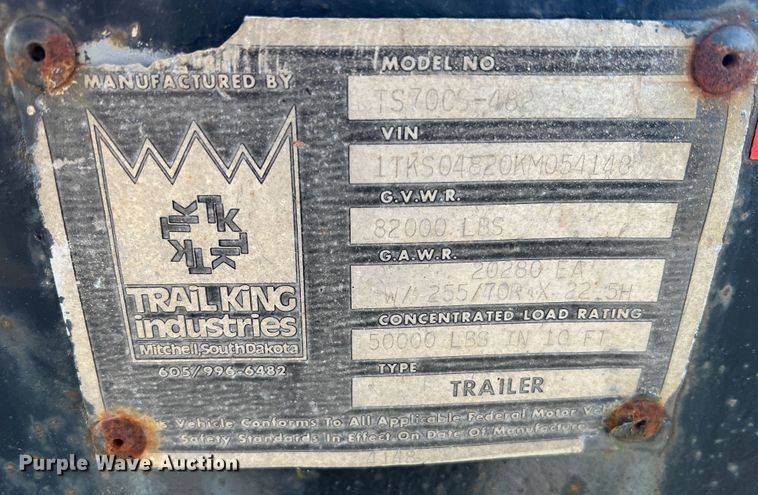 MANUFACTURED BY
TRAIL KING
industries
Mitchell, South Dakota
605/996-6482
MODEL NO.
TS70CS-482
VIN
1TKS04820KM054148
G.V.W.R.
82000 LBS
G.A.W.R.
20280 EA
W/ 255/70R X 22.5H
CONCENTRATED LOAD RATING
50000 LBS IN 10 FT
TYPE
TRAILER
s Vehicle Conforms To All Applicable Federal Motor Veh
Safety Standards In Effect On Date Of Manufacture
4148
Purple Wave Auction